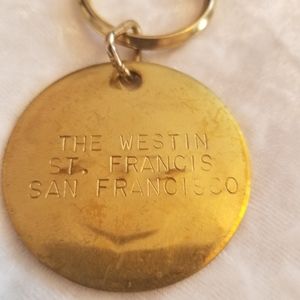 THE WESTIN
ST. FRANCIS
SAN FRANCISCO